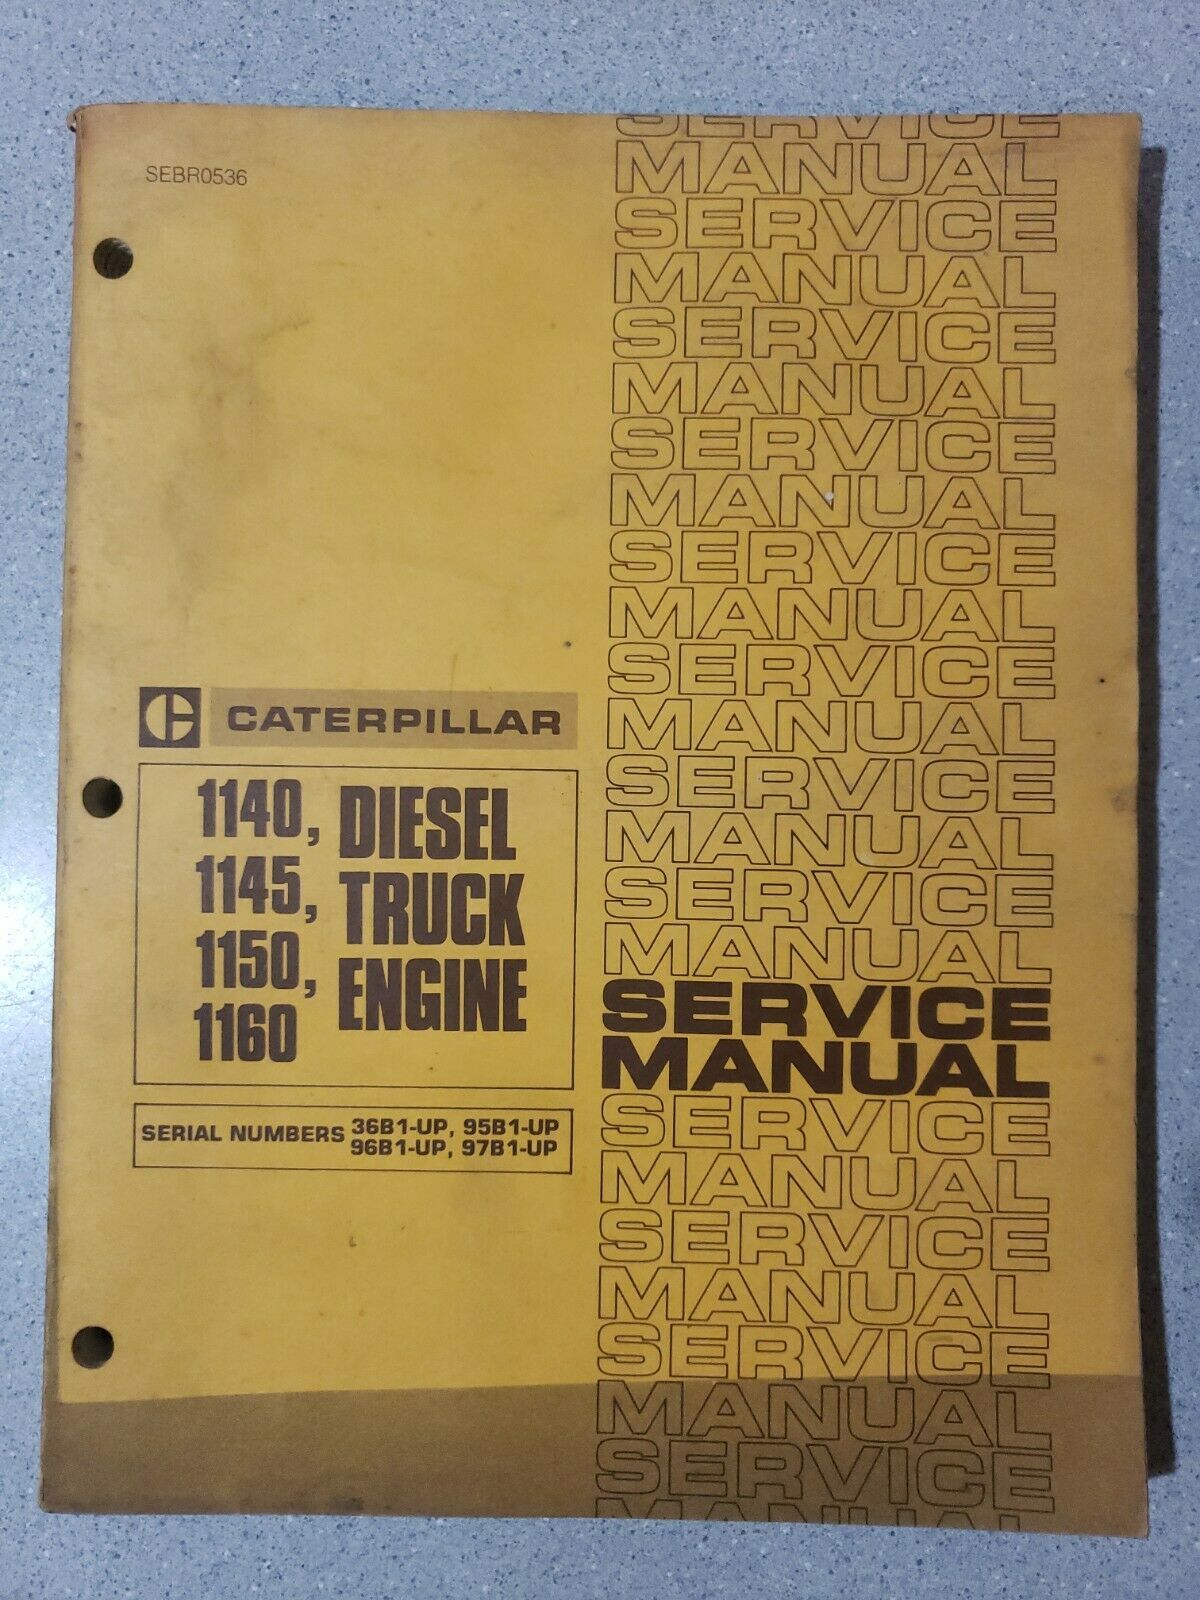 SEBR0536
CATERPILLAR
1140, DIESEL
1145, TRUCK
1150, ENGINE
1160
SERIAL NUMBERS 36B1-UP, 95B1-UP
96B1-UP, 97B1-UP
SERVICE
MANUAL
SERVICE
MANUAL
SERVICE
MANUAL
SERVICE
MANUAL
SERVICE
MANUAL
SERVICE
MANUAL
SERVICE
MANUAL
SERVICE
MANUAL
SERVICE
MANUAL
SERVICE
MANUAL
SERVICE
MANUAL
SERVICE
MANUAL
SERVICE
MANUAL